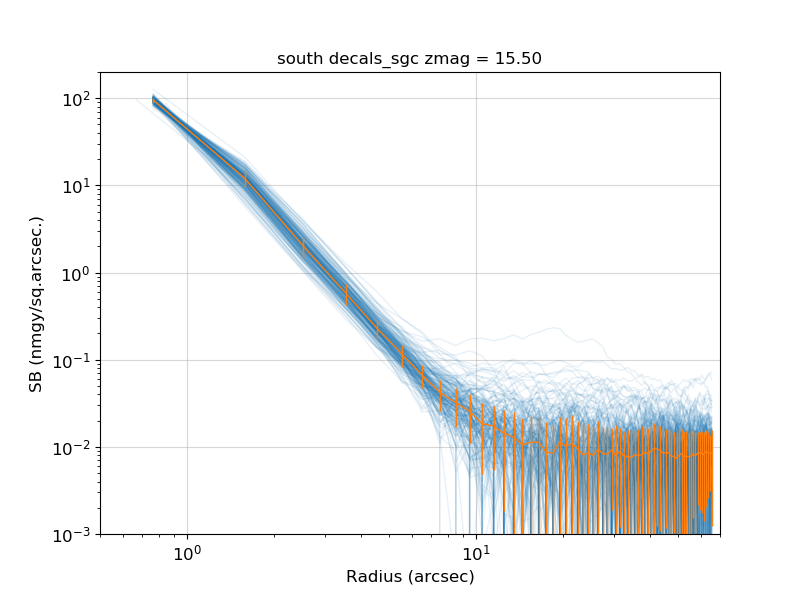 south decals_sgc zmag = 15.50
SB (nmgy/sq.arcsec.)
10²
10¹
10⁰
10⁻¹
10⁻²
10⁻³
10⁰ 10¹
Radius (arcsec)